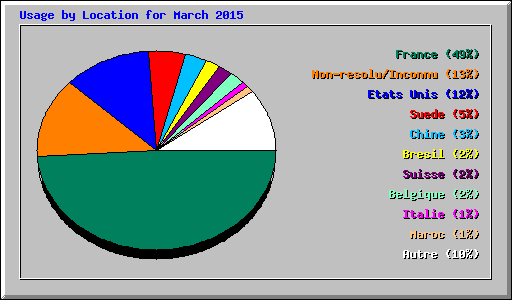 Usage by Location for March 2015
France (49%)
Non-resolu/Inconnu (13%)
Etats Unis (12%)
Suede (5%)
Chine (3%)
Bresil (2%)
Suisse (2%)
Belgique (2%)
Italie (1%)
Maroc (1%)
Autre (10%)